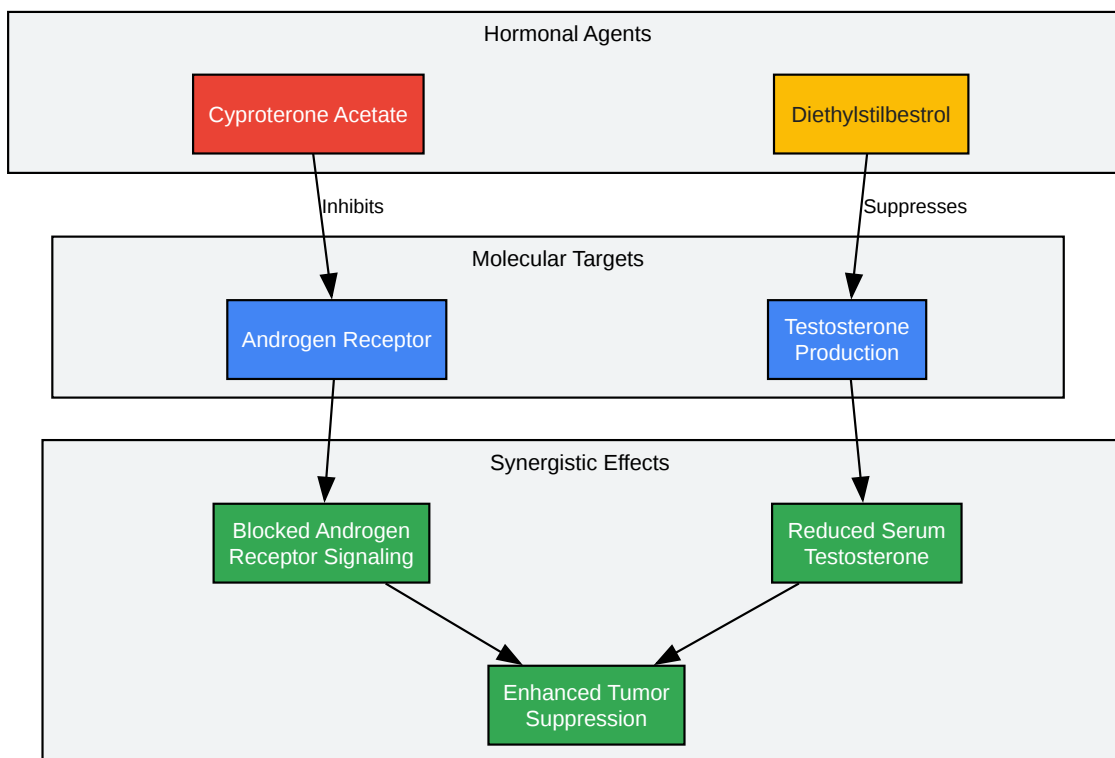 Hormonal Agents
Cyproterone Acetate
Diethylstilbestrol
Inhibits
Suppresses
Molecular Targets
Androgen Receptor
Testosterone
Production
Synergistic Effects
Blocked Androgen
Receptor Signaling
Reduced Serum
Testosterone
Enhanced Tumor
Suppression